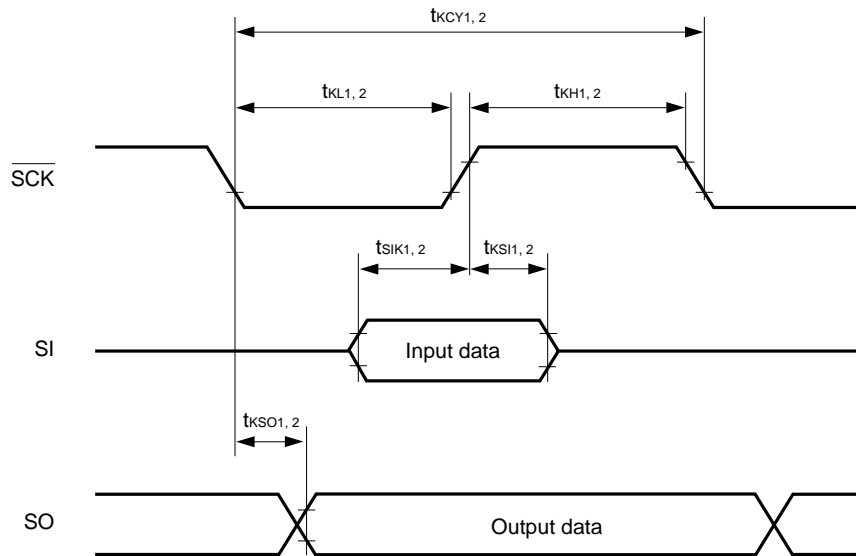 tKCY1, 2
tKL1, 2
tKH1, 2
SCK
tSIK1, 2
tKSI1, 2
SI
Input data
tKSO1, 2
SO
Output data